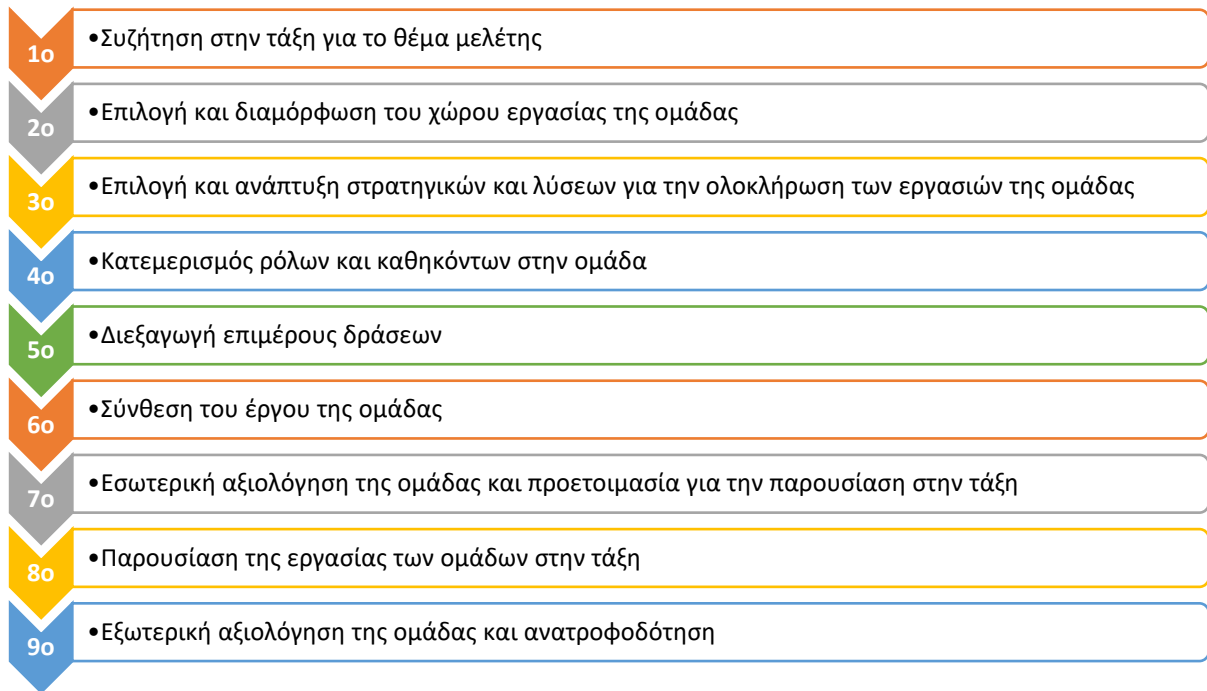 1ο
•Συζήτηση στην τάξη για το θέμα μελέτης
2ο
•Επιλογή και διαμόρφωση του χώρου εργασίας της ομάδας
3ο
•Επιλογή και ανάπτυξη στρατηγικών και λύσεων για την ολοκλήρωση των εργασιών της ομάδας
4ο
•Κατεμερισμός ρόλων και καθηκόντων στην ομάδα
5ο
•Διεξαγωγή επιμέρους δράσεων
6ο
•Σύνθεση του έργου της ομάδας
7ο
•Εσωτερική αξιολόγηση της ομάδας και προετοιμασία για την παρουσίαση στην τάξη
8ο
•Παρουσίαση της εργασίας των ομάδων στην τάξη
9ο
•Εξωτερική αξιολόγηση της ομάδας και ανατροφοδότηση